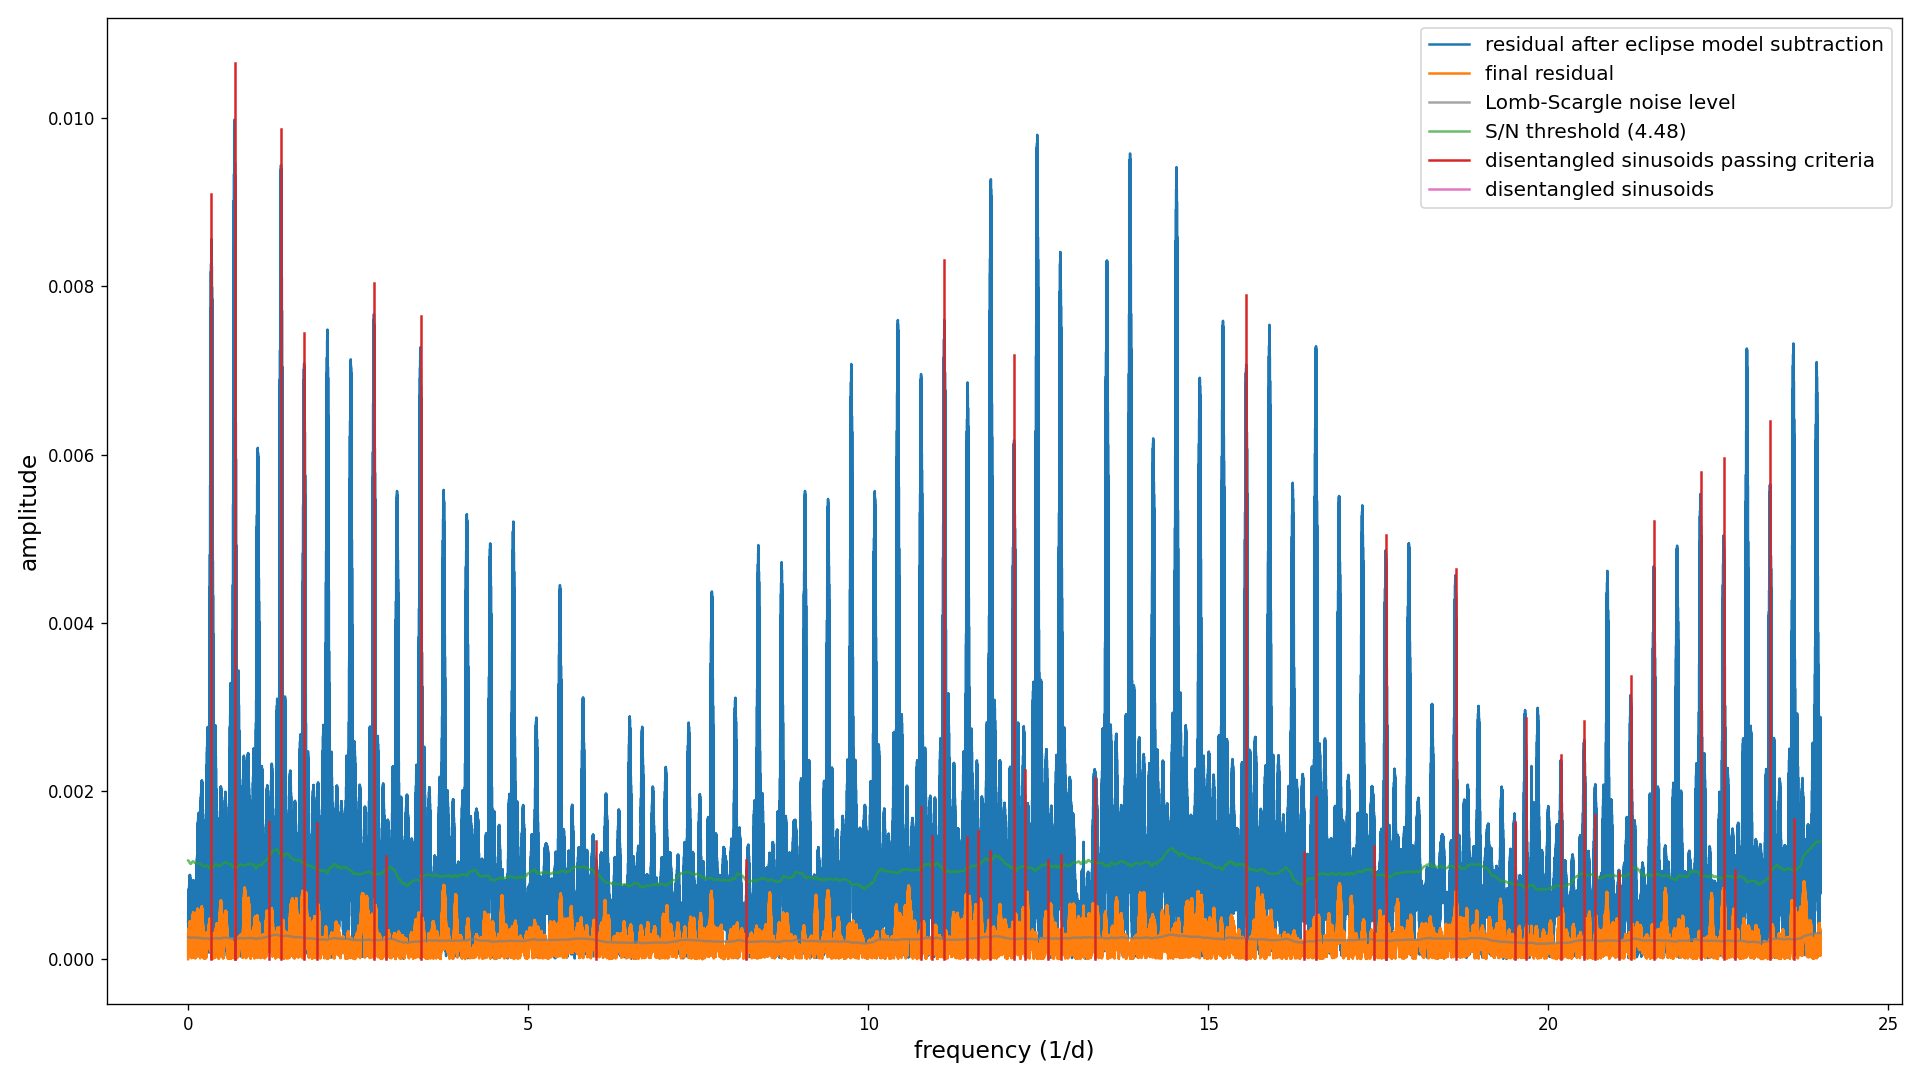 residual after eclipse model subtraction
final residual
Lomb-Scargle noise level
S/N threshold (4.48)
disentangled sinusoids passing criteria
disentangled sinusoids
0.010
0.008
0.006
0.004
0.002
0.000
amplitude
0 5 10 15 20 25
frequency (1/d)